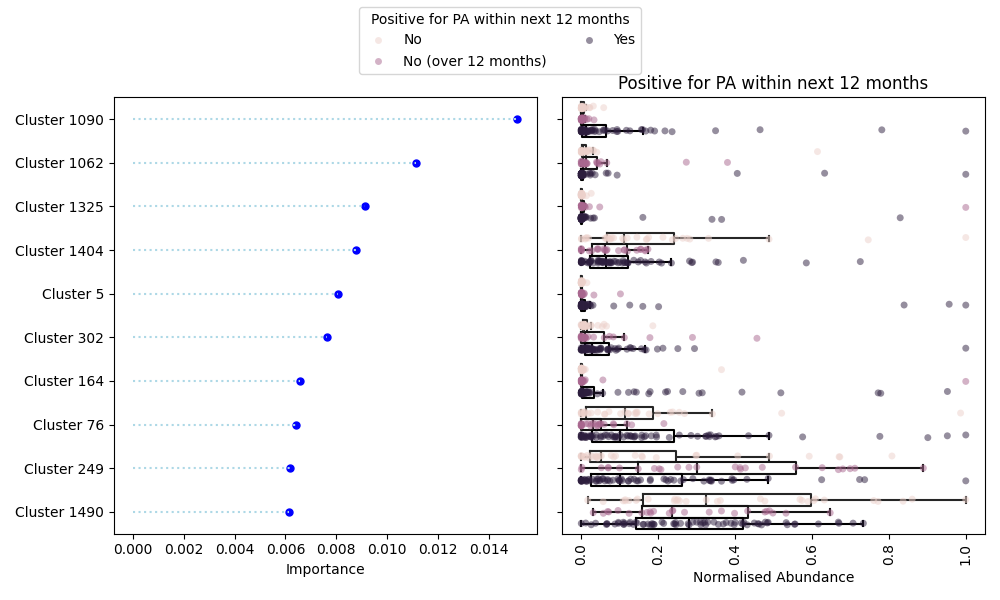 Positive for PA within next 12 months
No
Yes
No (over 12 months)
Positive for PA within next 12 months
Cluster 1090
Cluster 1062
Cluster 1325
Cluster 1404
Cluster 5
Cluster 302
Cluster 164
Cluster 76
Cluster 249
Cluster 1490
0.000 0.002 0.004 0.006 0.008 0.010 0.012 0.014
Importance
0.0 0.2 0.4 0.6 0.8 1.0
Normalised Abundance